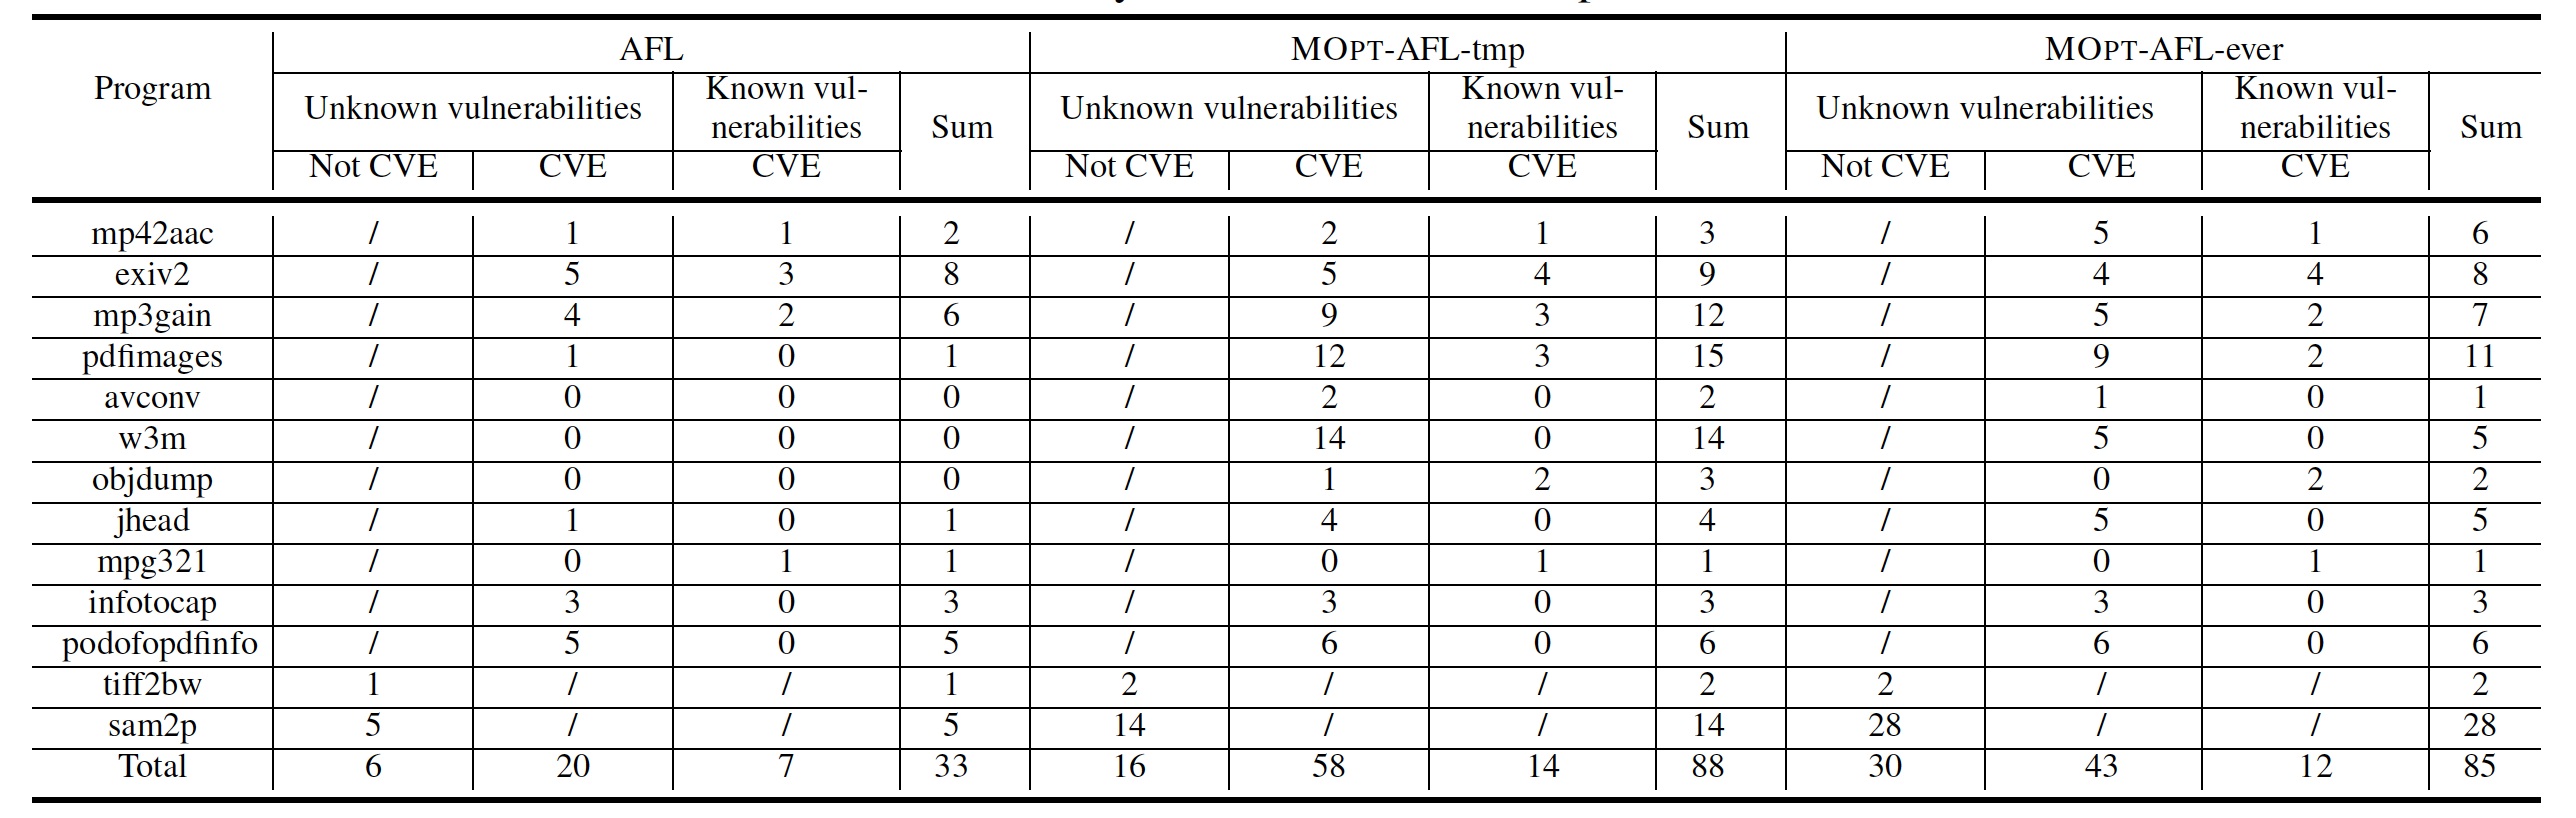 AFL MOPT-AFL-tmp MOPT-AFL-ever
Program Unknown vulnerabilities Known vul- nerabilities Sum Unknown vulnerabilities Known vul- nerabilities Sum Unknown vulnerabilities Known vul- nerabilities Sum
Not CVE CVE CVE Not CVE CVE CVE Not CVE CVE CVE
mp42aac / 1 1 2 / 2 1 3 / 5 1 6
exiv2 / 5 3 8 / 5 4 9 / 4 4 8
mp3gain / 4 2 6 / 9 3 12 / 5 2 7
pdfimages / 1 0 1 / 12 3 15 / 9 2 11
avconv / 0 0 0 / 2 0 2 / 1 0 1
w3m / 0 0 0 / 14 0 14 / 5 0 5
objdump / 0 0 0 / 1 2 3 / 0 2 2
jhead / 1 0 1 / 4 0 4 / 5 0 5
mpg321 / 0 1 1 / 0 1 1 / 0 1 1
infotocap / 3 0 3 / 3 0 3 / 3 0 3
podofopdfinfo / 5 0 5 / 6 0 6 / 6 0 6
tiff2bw 1 / / 1 2 / / 2 2 / / 2
sam2p 5 / / 5 14 / / 14 28 / / 28
Total 6 20 7 33 16 58 14 88 30 43 12 85